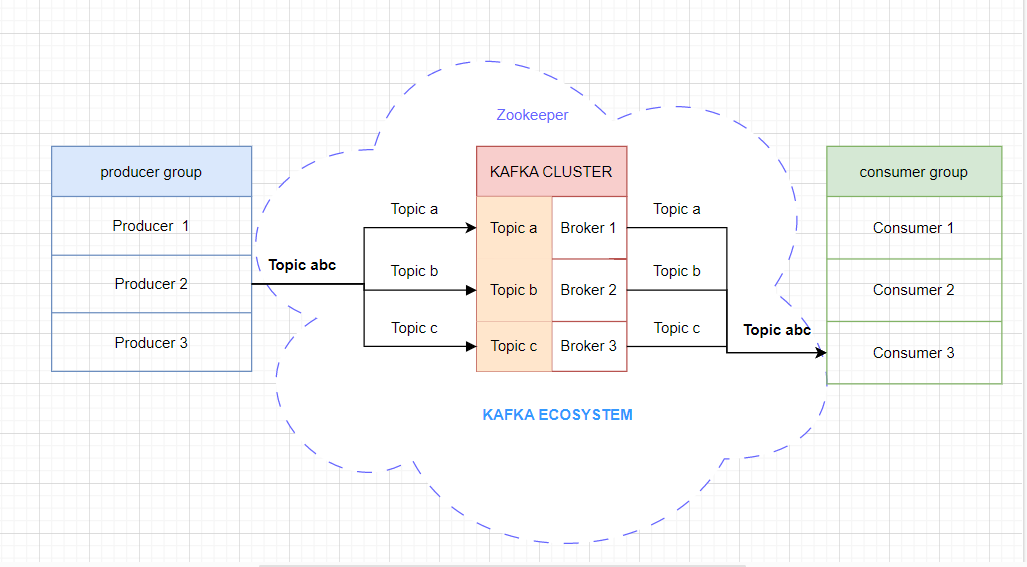 Zookeeper
producer group
KAFKA CLUSTER
consumer group
Producer 1
Topic a
Topic a
Broker 1
Topic a
Consumer 1
Topic abc
Topic b
Producer 2
Topic b
Broker 2
Topic b
Consumer 2
Topic c
Producer 3
Topic c
Broker 3
Topic c
Topic abc
Consumer 3
KAFKA ECOSYSTEM